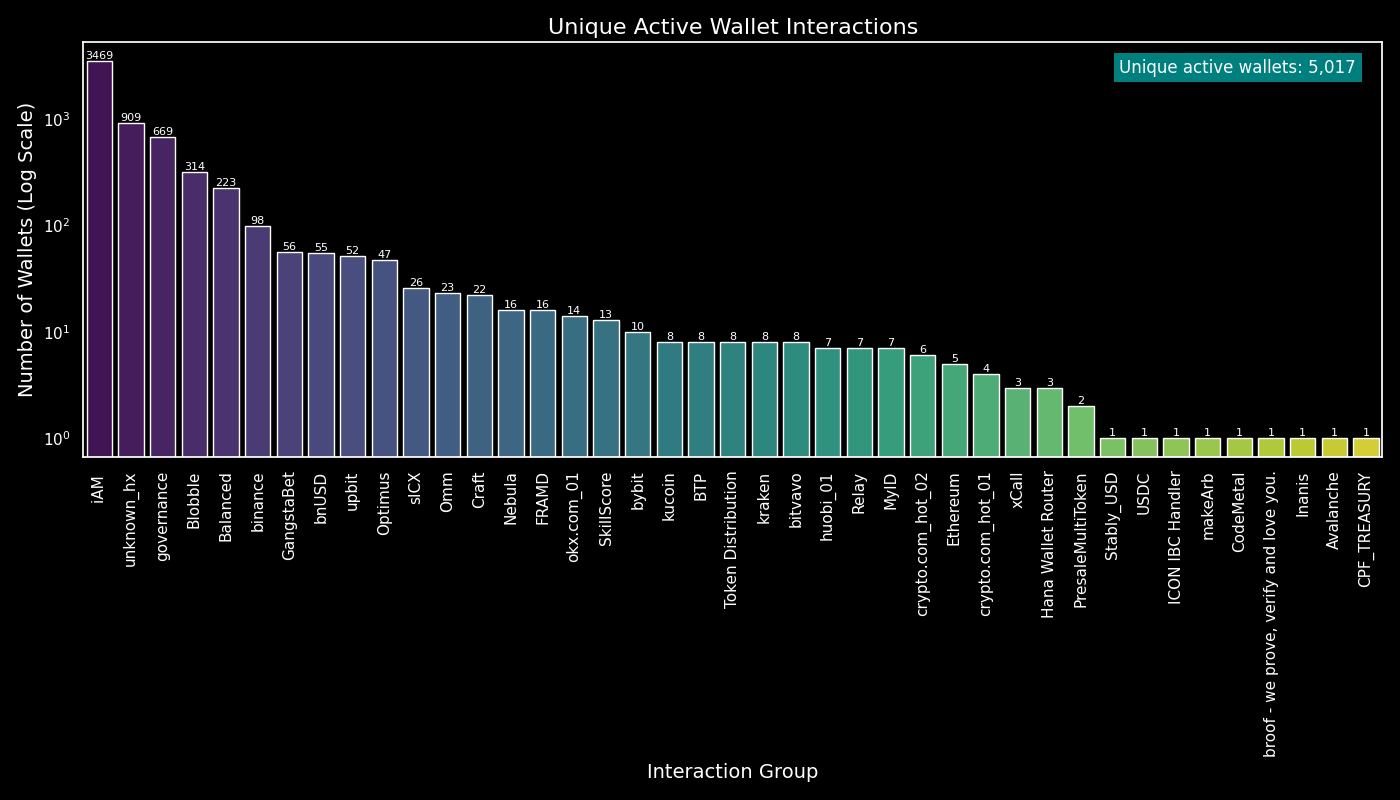 Unique Active Wallet Interactions
Unique active wallets: 5,017
Number of Wallets (Log Scale)
10³
10²
10¹
10⁰
3469
909
669
314
223
98
56
55
52
47
26
23
22
16
16
14
13
10
8
8
8
8
8
7
7
7
6
5
4
3
3
2
1
1
1
1
1
1
1
1
1
iAM
unknown_hx
governance
Blobble
Balanced
binance
GangstaBet
bnUSD
upbit
Optimus
sICX
Omm
Craft
Nebula
FRAMD
okx.com_01
SkillScore
bybit
kucoin
BTP
Token Distribution
kraken
bitvavo
huobi_01
Relay
MyID
crypto.com_hot_02
Ethereum
crypto.com_hot_01
xCall
Hana Wallet Router
PresaleMultiToken
Stably_USD
USDC
ICON IBC Handler
makeArb
CodeMetal
broof - we prove, verify and love you.
Inanis
Avalanche
CPF_TREASURY
Interaction Group